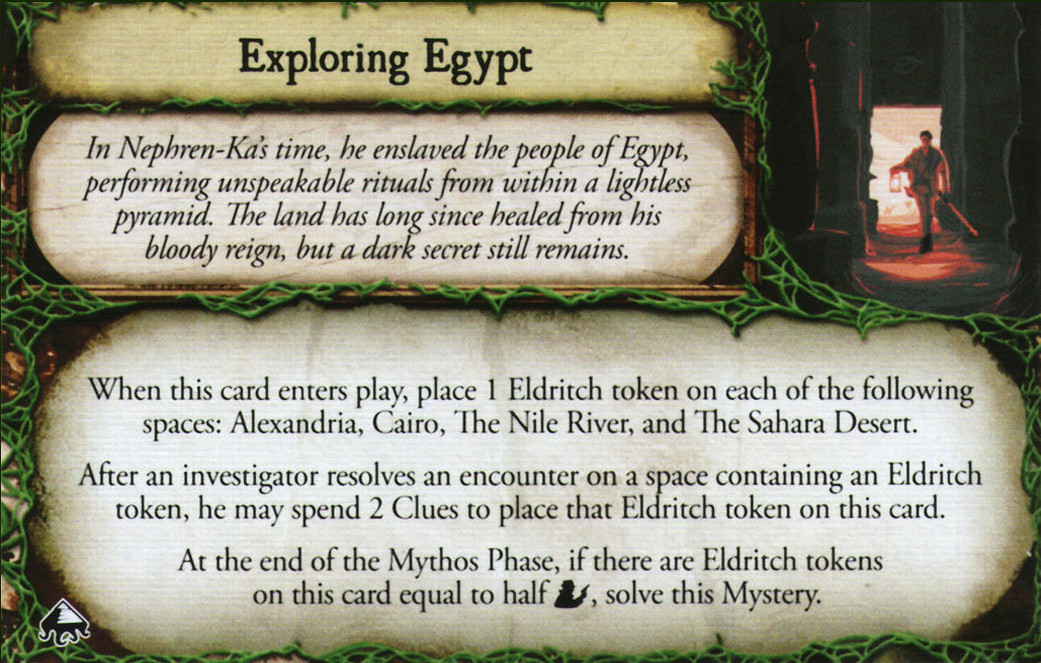 Exploring Egypt
In Nephren-Ka's time, he enslaved the people of Egypt,
performing unspeakable rituals from within a lightless
pyramid. The land has long since healed from his
bloody reign, but a dark secret still remains.
When this card enters play, place 1 Eldritch token on each of the following
spaces: Alexandria, Cairo, The Nile River, and The Sahara Desert.
After an investigator resolves an encounter on a space containing an Eldritch
token, he may spend 2 Clues to place that Eldritch token on this card.
At the end of the Mythos Phase, if there are Eldritch tokens
on this card equal to half , solve this Mystery.